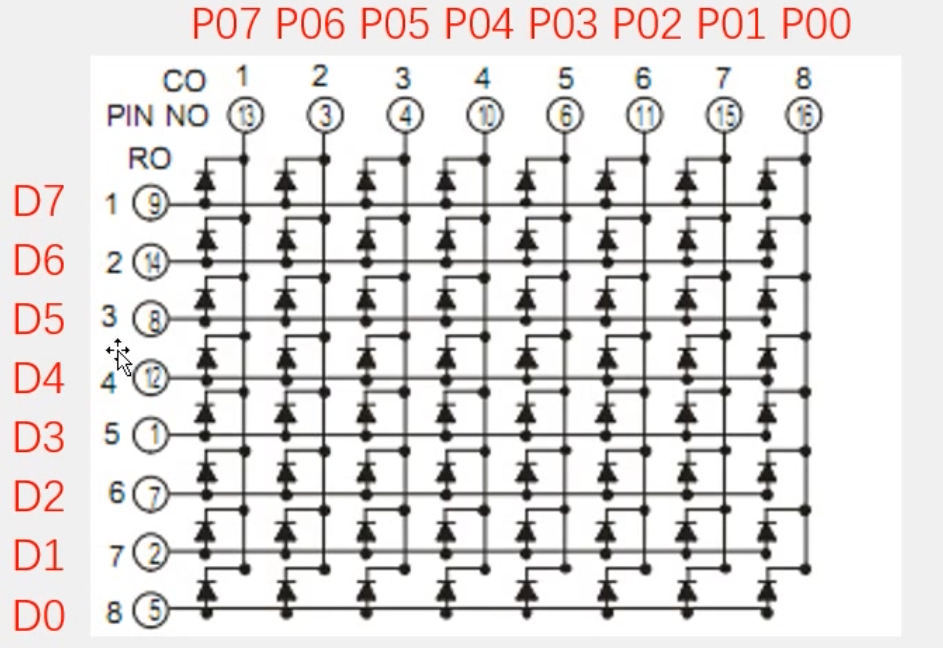 P07 P06 P05 P04 P03 P02 P01 P00
CO 1 2 3 4 5 6 7 8
PIN NO 13 3 4 10 6 11 15 16
RO
D7 1 9
D6 2 14
D5 3 8
D4 4 12
D3 5 1
D2 6 7
D1 7 2
D0 8 5